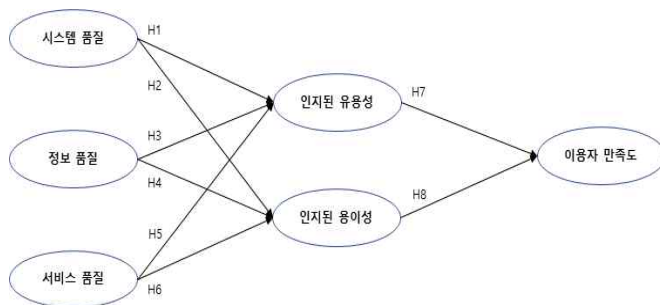 시스템 품질
H1
H2
인지된 유용성
H7
H3
정보 품질
이용자 만족도
H4
H8
인지된 용이성
H5
서비스 품질
H6